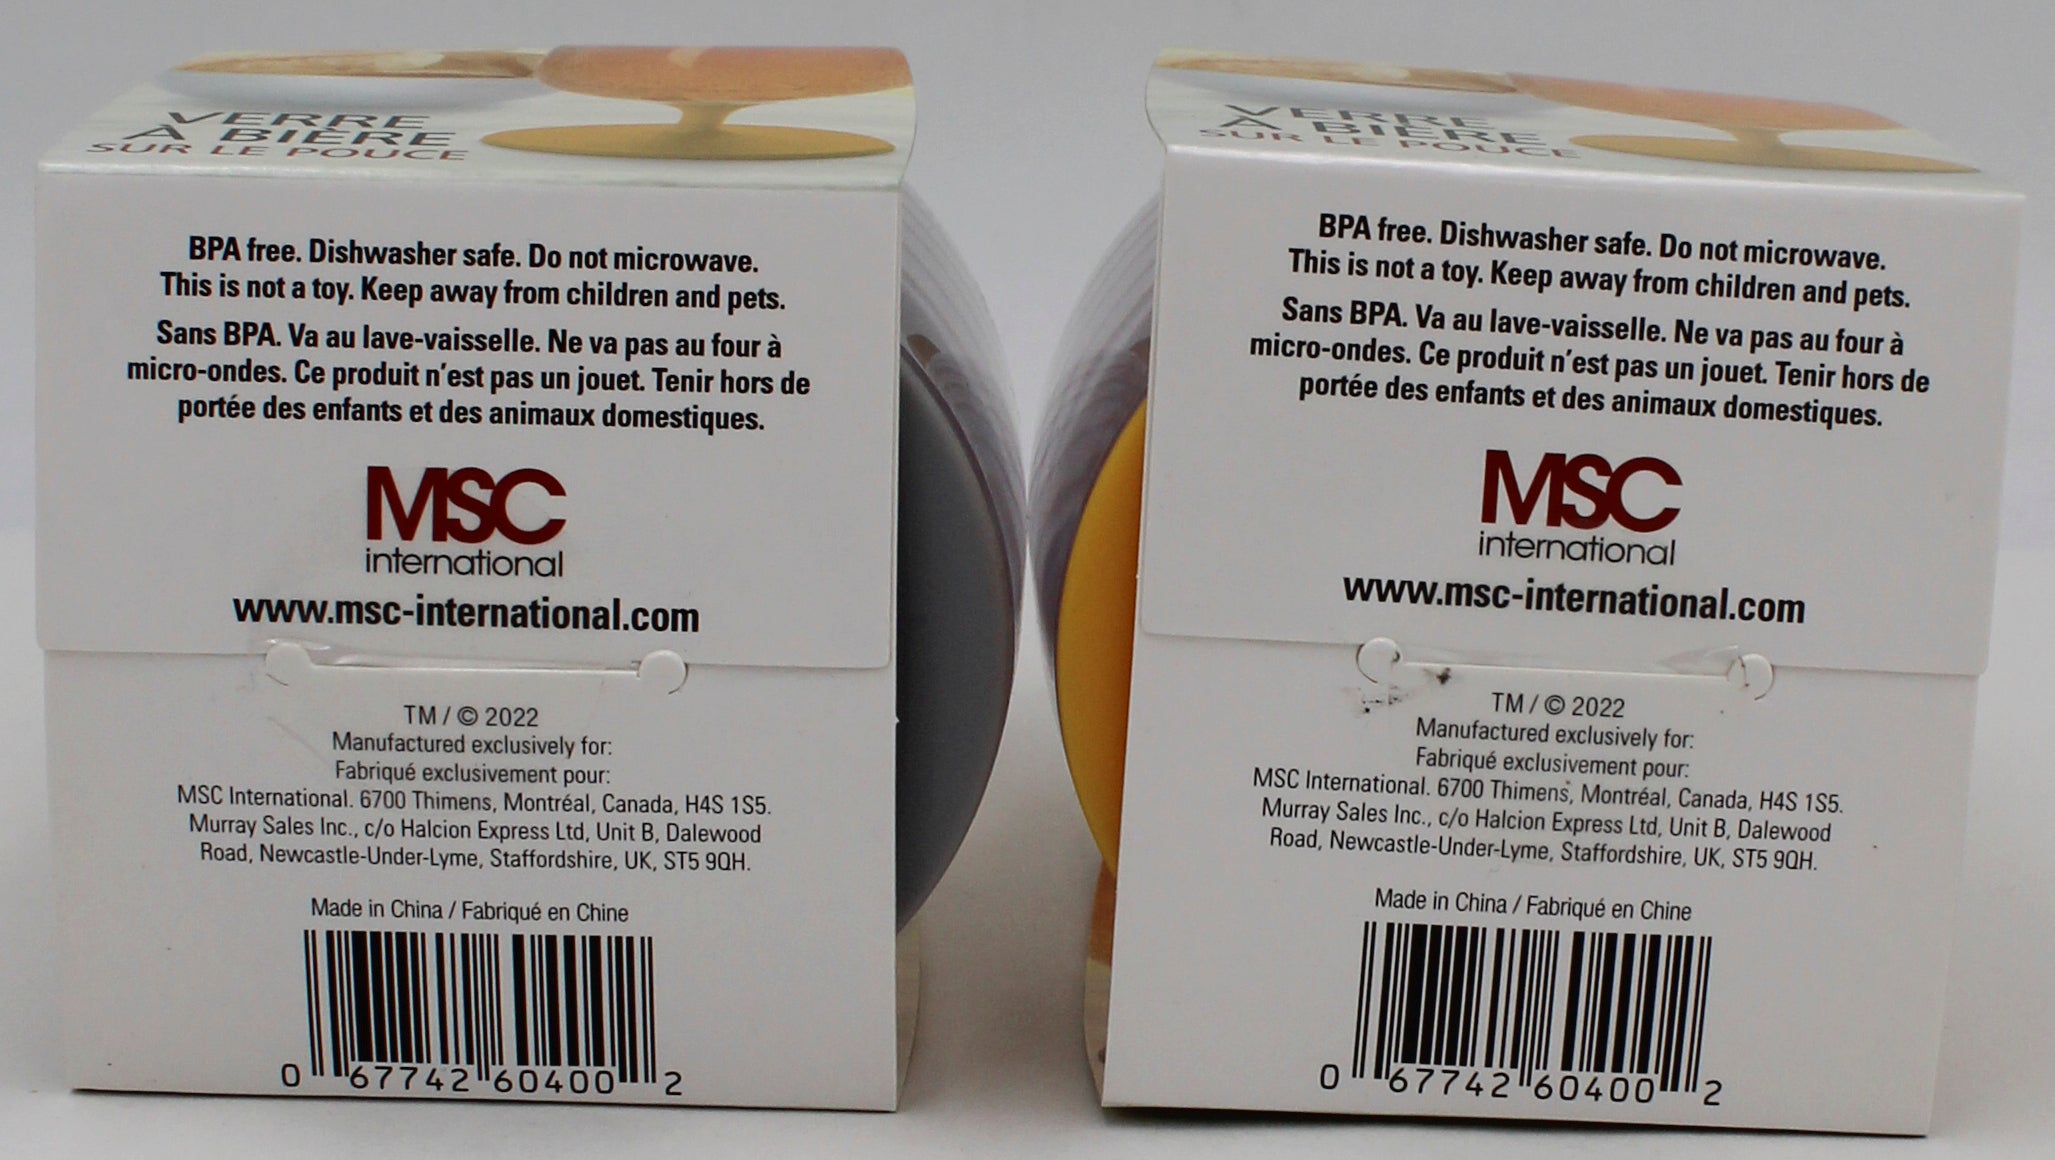 VERRE
À BIÈRE
SUR LE POUCE
BPA free. Dishwasher safe. Do not microwave.
This is not a toy. Keep away from children and pets.
Sans BPA. Va au lave-vaisselle. Ne va pas au four à
micro-ondes. Ce produit n'est pas un jouet. Tenir hors de
portée des enfants et des animaux domestiques.
MSC
international
www.msc-international.com
TM / © 2022
Manufactured exclusively for:
Fabriqué exclusivement pour:
MSC International. 6700 Thimens, Montréal, Canada, H4S 1S5.
Murray Sales Inc., c/o Halcion Express Ltd, Unit B, Dalewood
Road, Newcastle-Under-Lyme, Staffordshire, UK, ST5 9QH.
Made in China / Fabriqué en Chine
0 67742 60400 2
VERRE
À BIÈRE
SUR LE POUCE
BPA free. Dishwasher safe. Do not microwave.
This is not a toy. Keep away from children and pets.
Sans BPA. Va au lave-vaisselle. Ne va pas au four à
micro-ondes. Ce produit n'est pas un jouet. Tenir hors de
portée des enfants et des animaux domestiques.
MSC
international
www.msc-international.com
TM / © 2022
Manufactured exclusively for:
Fabriqué exclusivement pour:
MSC International. 6700 Thimens, Montréal, Canada, H4S 1S5.
Murray Sales Inc., c/o Halcion Express Ltd, Unit B, Dalewood
Road, Newcastle-Under-Lyme, Staffordshire, UK, ST5 9QH.
Made in China / Fabriqué en Chine
0 67742 60400 2